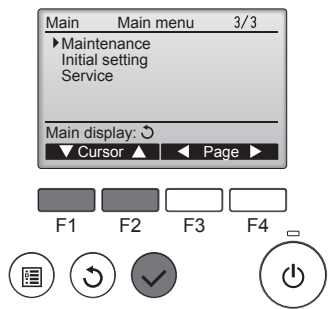 Main Main menu 3/3
Maintenance
Initial setting
Service
Main display:
Cursor Page
F1 F2 F3 F4